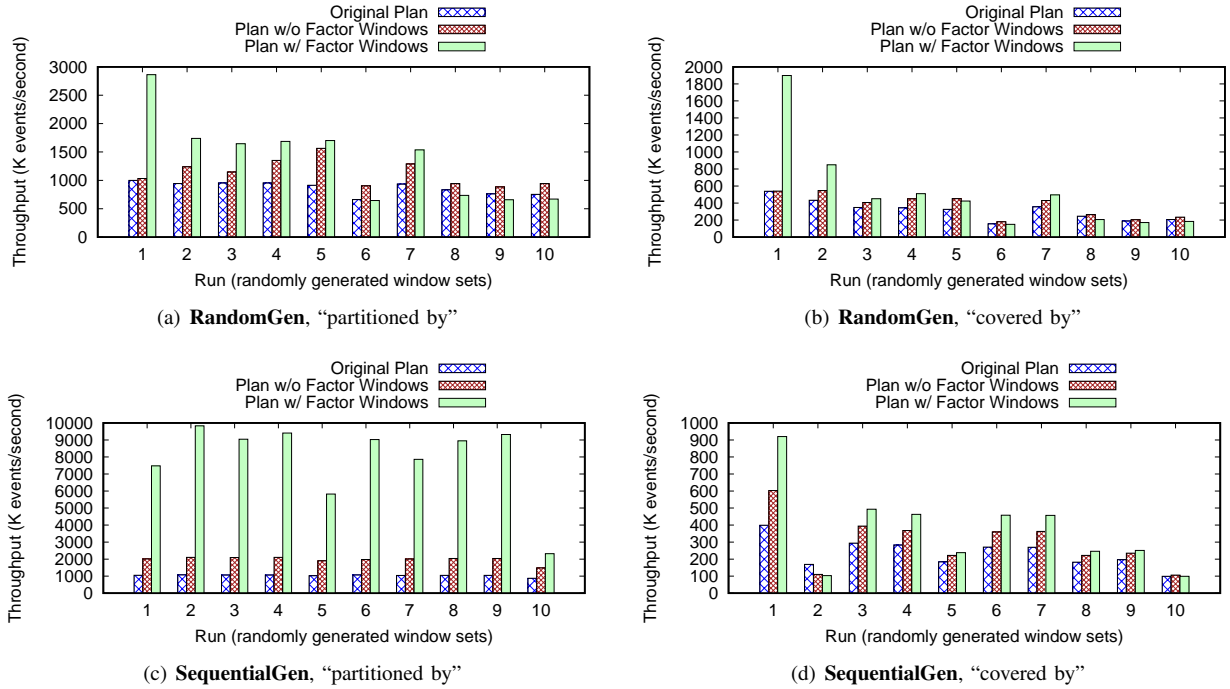 Original Plan
Plan w/o Factor Windows
Plan w/ Factor Windows
Throughput (K events/second)
3000
2500
2000
1500
1000
500
0
1 2 3 4 5 6 7 8 9 10
Run (randomly generated window sets)
(a) RandomGen, “partitioned by”
Original Plan
Plan w/o Factor Windows
Plan w/ Factor Windows
Throughput (K events/second)
2000
1800
1600
1400
1200
1000
800
600
400
200
0
1 2 3 4 5 6 7 8 9 10
Run (randomly generated window sets)
(b) RandomGen, “covered by”
Original Plan
Plan w/o Factor Windows
Plan w/ Factor Windows
Throughput (K events/second)
10000
9000
8000
7000
6000
5000
4000
3000
2000
1000
0
1 2 3 4 5 6 7 8 9 10
Run (randomly generated window sets)
(c) SequentialGen, “partitioned by”
Original Plan
Plan w/o Factor Windows
Plan w/ Factor Windows
Throughput (K events/second)
1000
900
800
700
600
500
400
300
200
100
0
1 2 3 4 5 6 7 8 9 10
Run (randomly generated window sets)
(d) SequentialGen, “covered by”